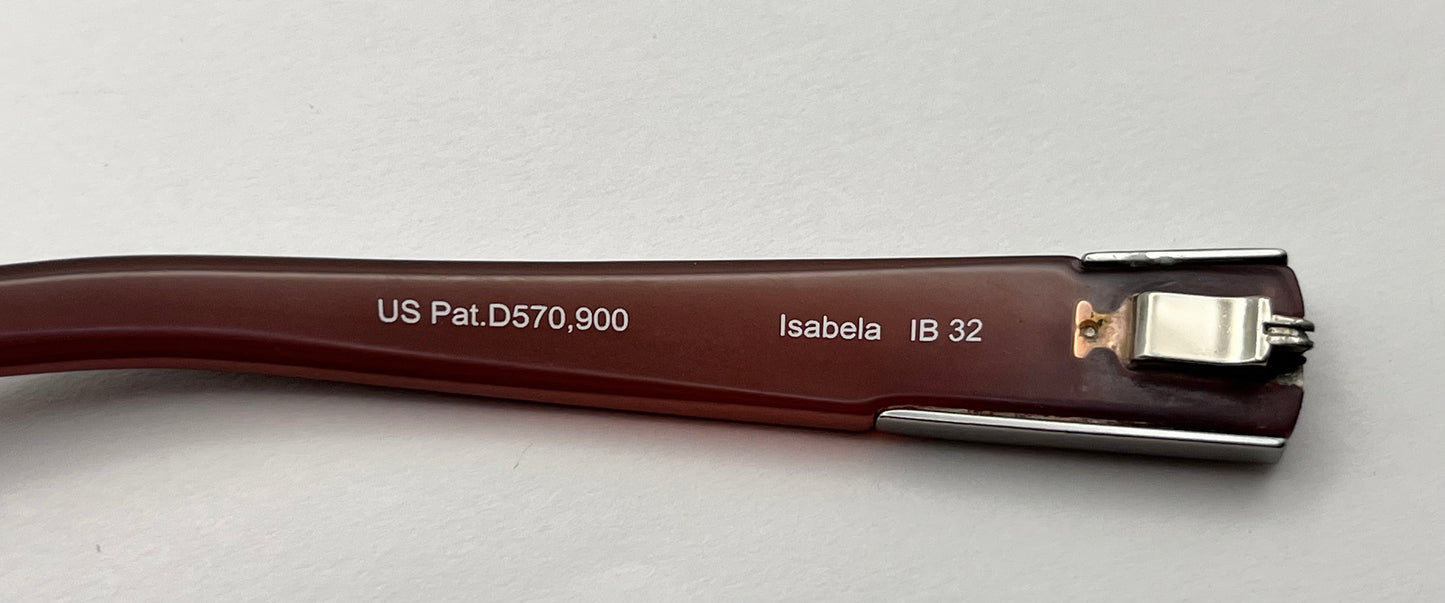 US Pat.D570,900 Isabela IB 32